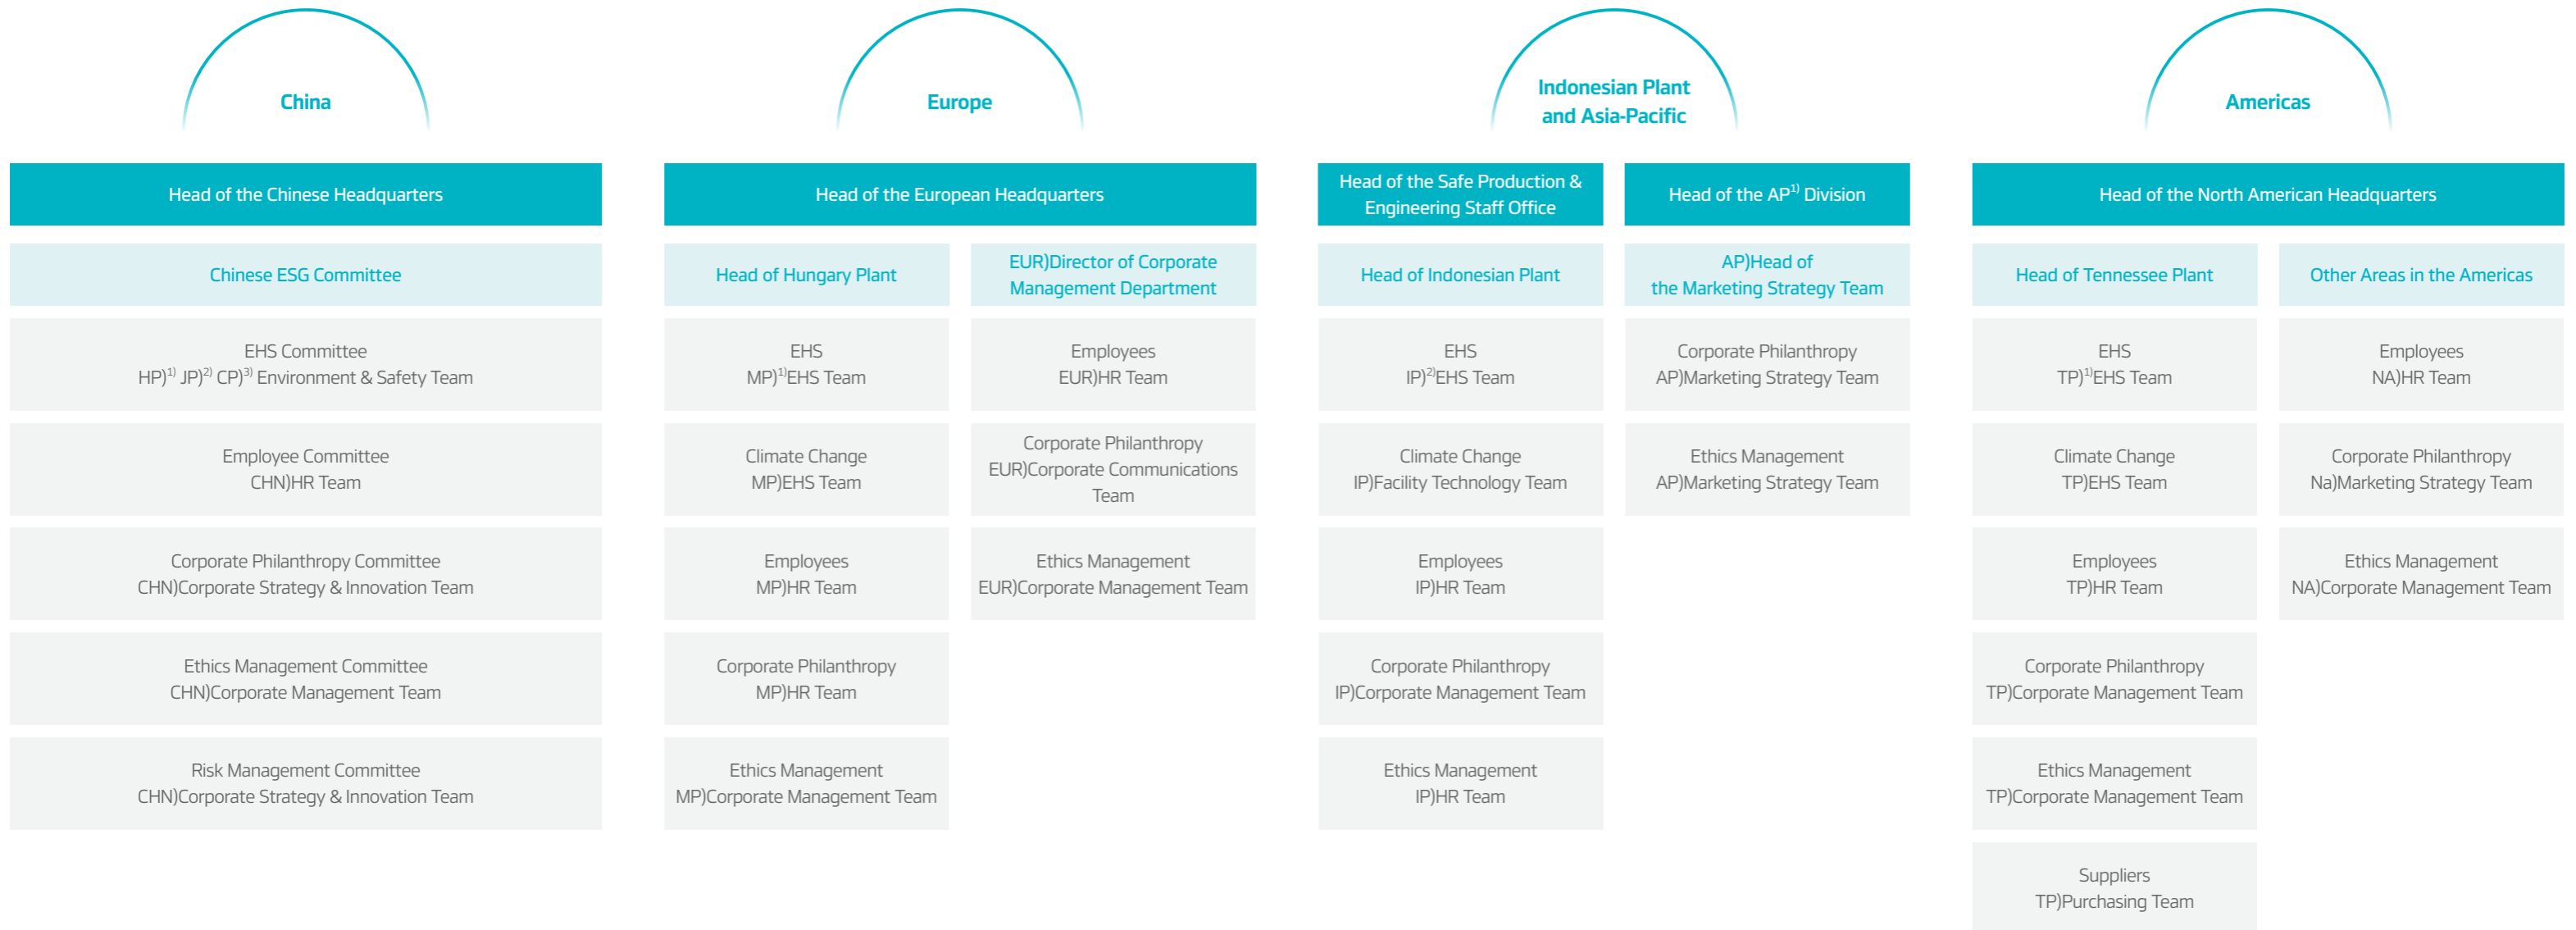 China
Head of the Chinese Headquarters
Chinese ESG Committee
EHS Committee
HP)1) JP)2) CP)3) Environment & Safety Team
Employee Committee
CHN)HR Team
Corporate Philanthropy Committee
CHN)Corporate Strategy & Innovation Team
Ethics Management Committee
CHN)Corporate Management Team
Risk Management Committee
CHN)Corporate Strategy & Innovation Team
Europe
Head of the European Headquarters
Head of Hungary Plant
EHS
MP)1)EHS Team
Climate Change
MP)EHS Team
Employees
MP)HR Team
Corporate Philanthropy
MP)HR Team
Ethics Management
MP)Corporate Management Team
EUR)Director of Corporate
Management Department
Employees
EUR)HR Team
Corporate Philanthropy
EUR)Corporate Communications
Team
Ethics Management
EUR)Corporate Management Team
Indonesian Plant
and Asia-Pacific
Head of the Safe Production &
Engineering Staff Office
Head of Indonesian Plant
EHS
IP)2)EHS Team
Climate Change
IP)Facility Technology Team
Employees
IP)HR Team
Corporate Philanthropy
IP)Corporate Management Team
Ethics Management
IP)HR Team
Head of the AP1) Division
AP)Head of
the Marketing Strategy Team
Corporate Philanthropy
AP)Marketing Strategy Team
Ethics Management
AP)Marketing Strategy Team
Americas
Head of the North American Headquarters
Head of Tennessee Plant
EHS
TP)1)EHS Team
Climate Change
TP)EHS Team
Employees
TP)HR Team
Corporate Philanthropy
TP)Corporate Management Team
Ethics Management
TP)Corporate Management Team
Suppliers
TP)Purchasing Team
Other Areas in the Americas
Employees
NA)HR Team
Corporate Philanthropy
Na)Marketing Strategy Team
Ethics Management
NA)Corporate Management Team